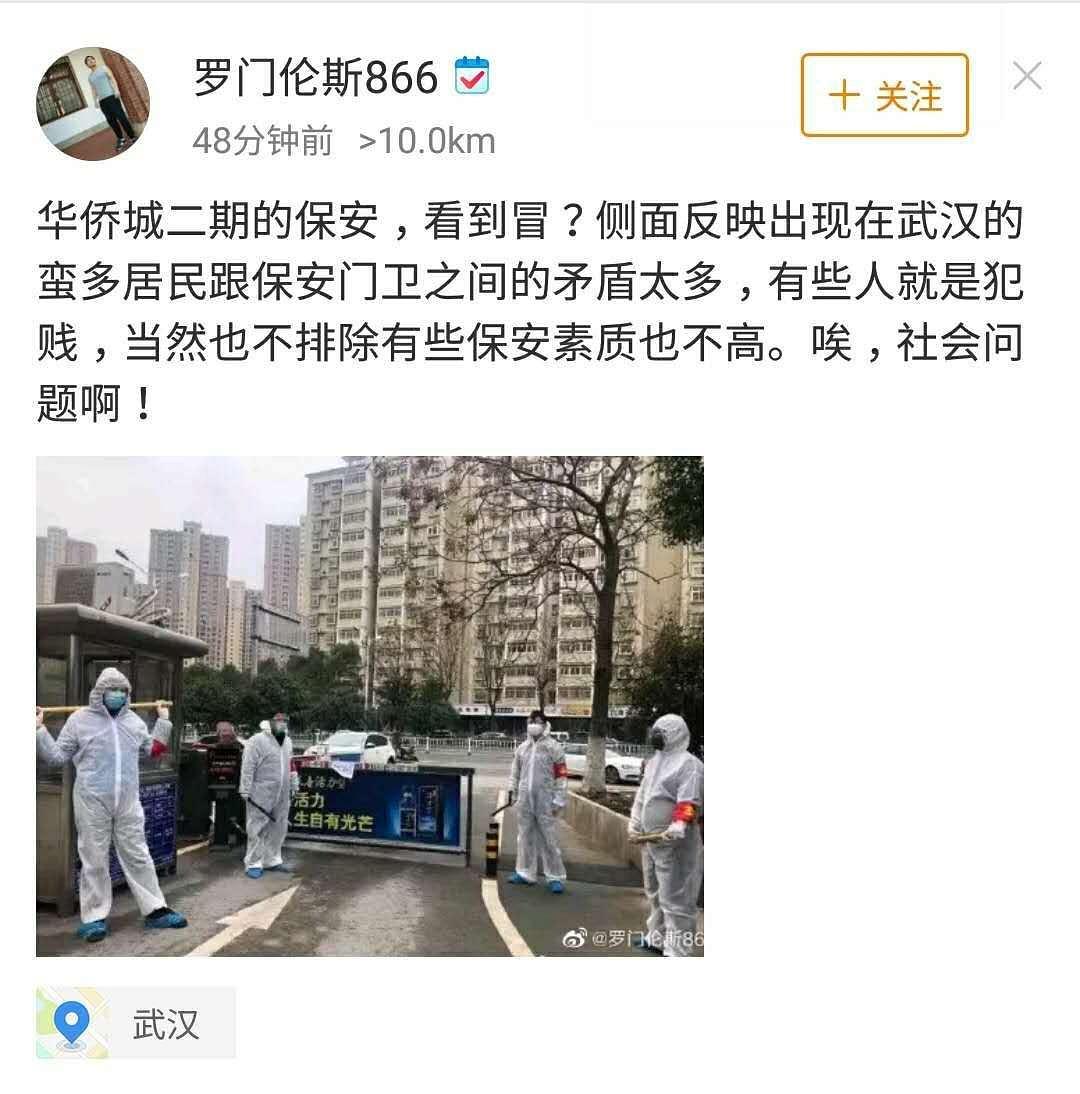 罗门伦斯866
+ 关注
48分钟前 >10.0km
华侨城二期的保安，看到冒？侧面反映出现在武汉的
蛮多居民跟保安门卫之间的矛盾太多，有些人就是犯
贱，当然也不排除有些保安素质也不高。唉，社会问
题啊！
活力
生自有光芒
@罗门伦斯86
武汉